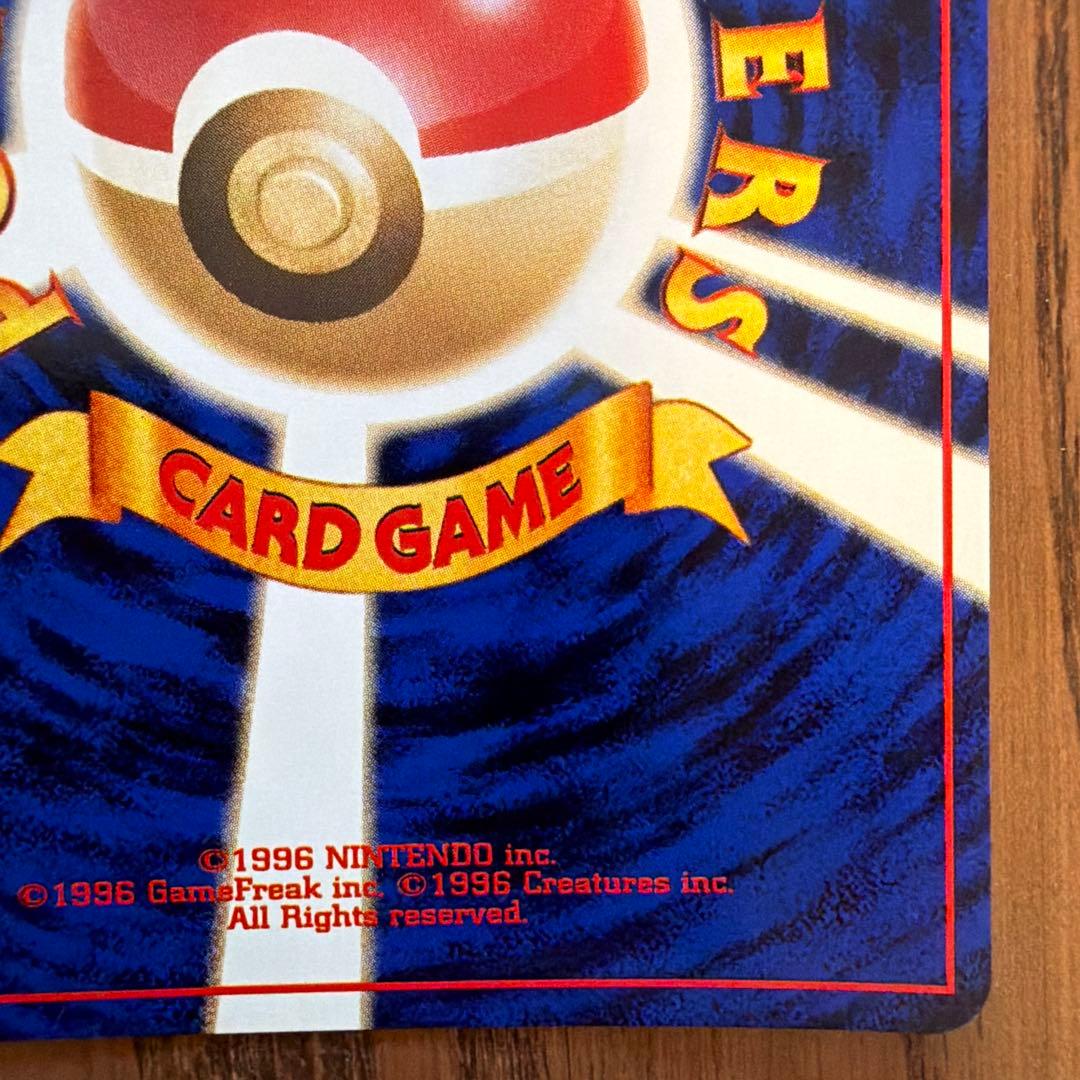 ERS
CARD GAME
©1996 NINTENDO inc.
©1996 GameFreak inc. ©1996 Creatures inc.
All Rights reserved.